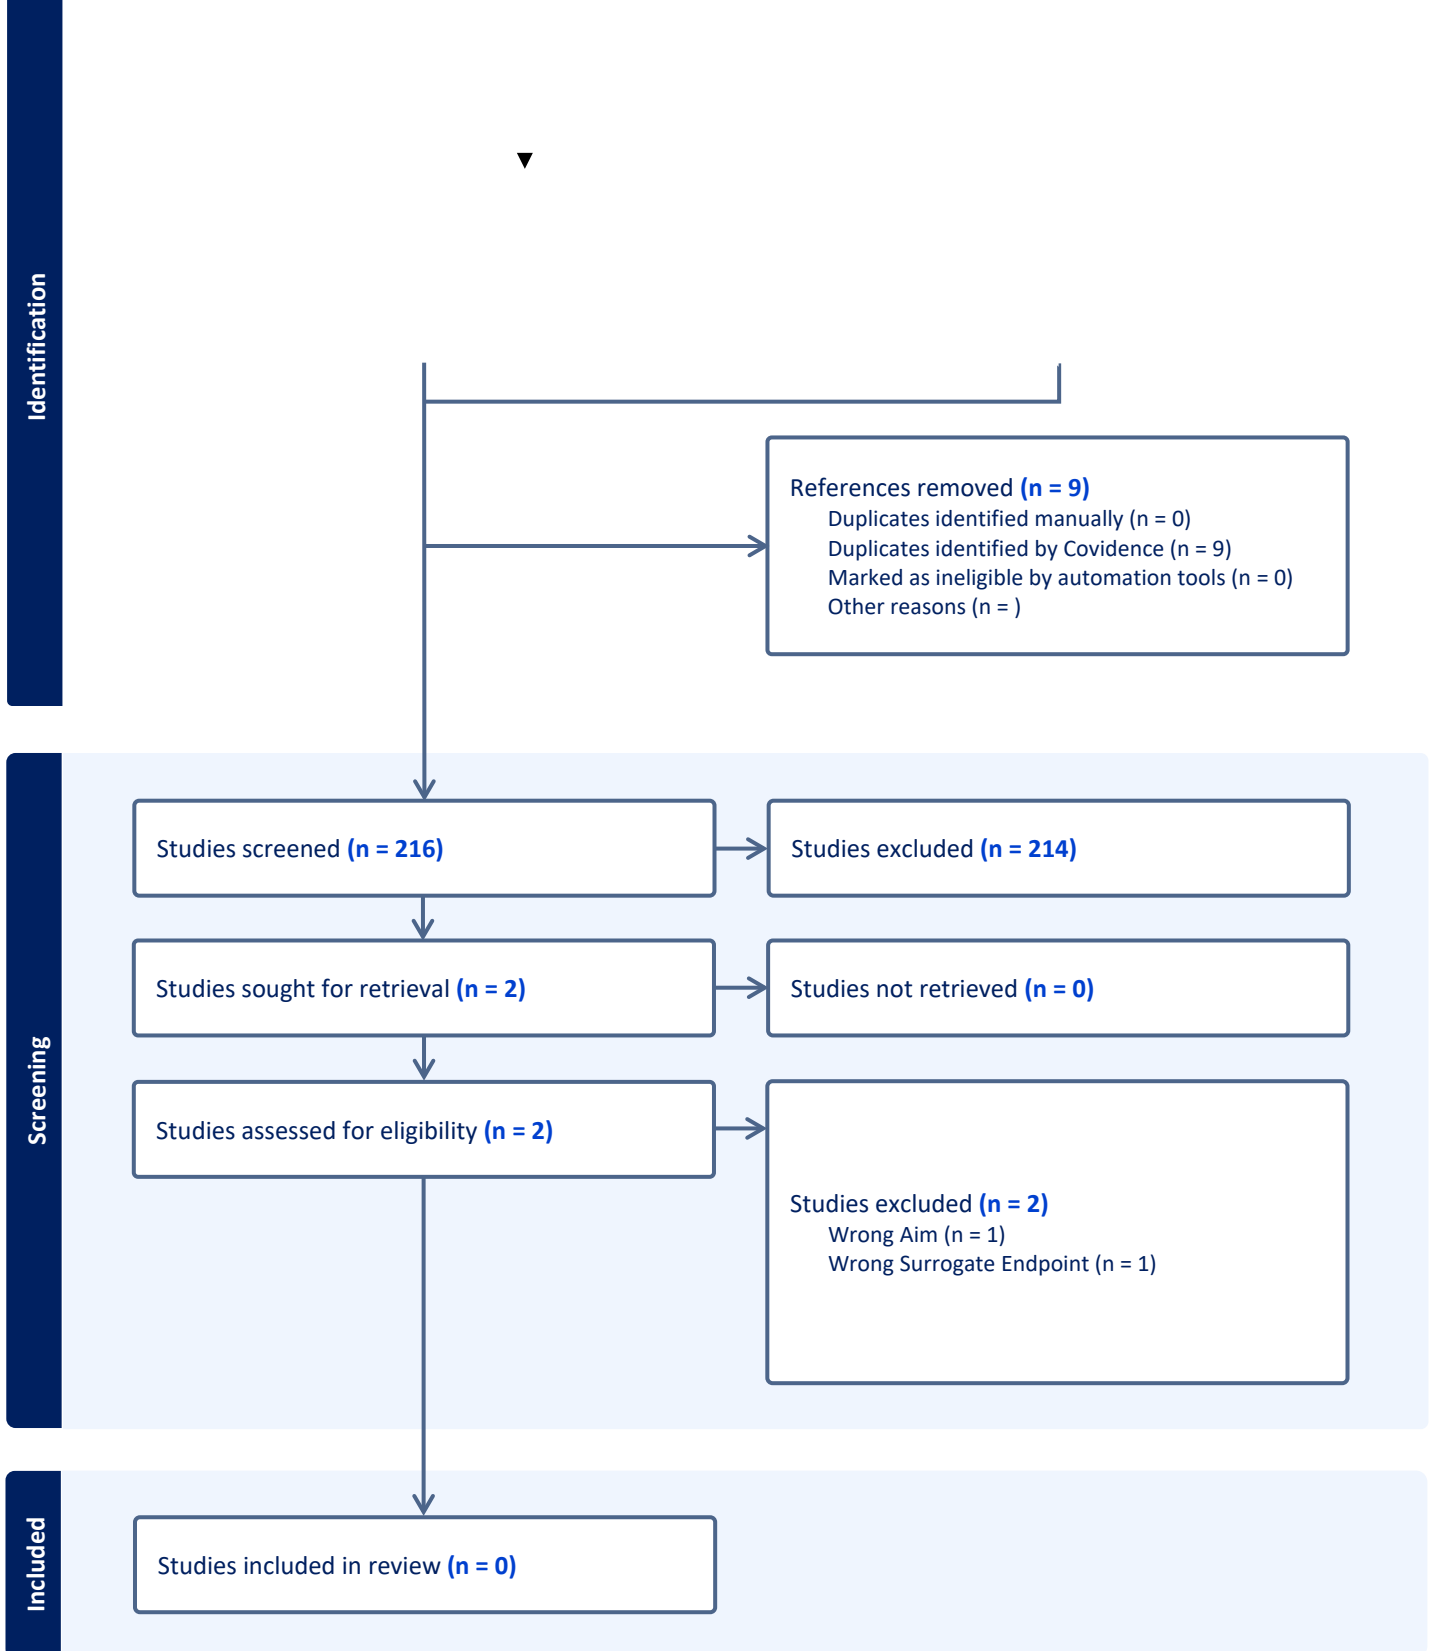 Identification
References removed (n = 9)
Duplicates identified manually (n = 0)
Duplicates identified by Covidence (n = 9)
Marked as ineligible by automation tools (n = 0)
Other reasons (n = )
Screening
Studies screened (n = 216)
Studies excluded (n = 214)
Studies sought for retrieval (n = 2)
Studies not retrieved (n = 0)
Studies assessed for eligibility (n = 2)
Studies excluded (n = 2)
Wrong Aim (n = 1)
Wrong Surrogate Endpoint (n = 1)
Included
Studies included in review (n = 0)